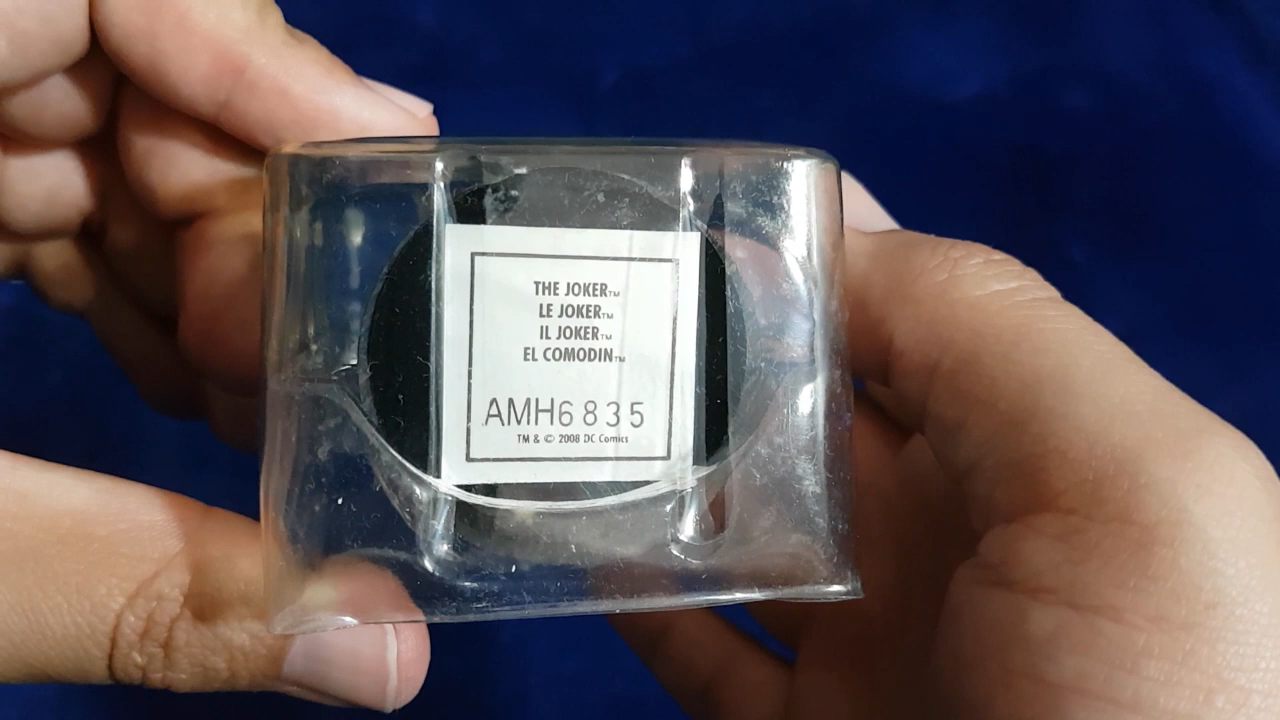 THE JOKER™
LE JOKER™
IL JOKER™
EL COMODIN™
AMH6835
TM & © 2008 DC Comics